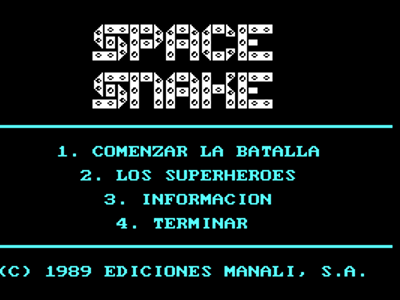 SPACE
SNAKE
1. COMENZAR LA BATALLA
2. LOS SUPERHEROES
3. INFORMACION
4. TERMINAR
(C) 1989 EDICIONES MANALI, S.A.